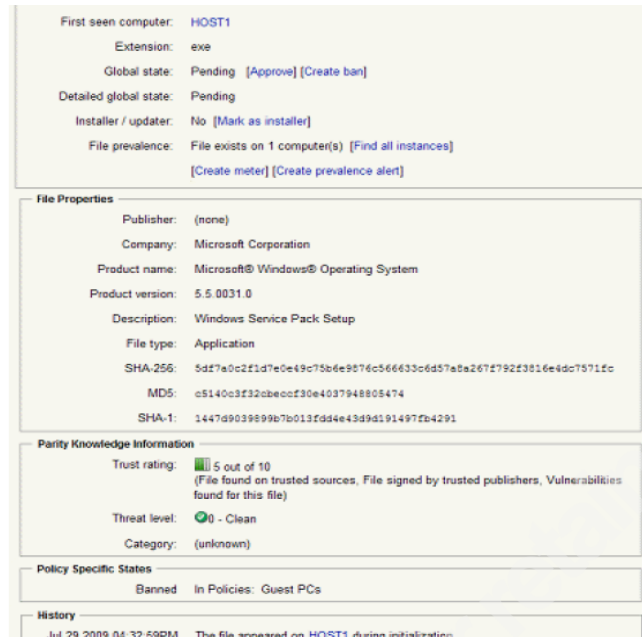 First seen computer: HOST1
Extension: exe
Global state: Pending [Approve] [Create ban]
Detailed global state: Pending
Installer / updater: No [Mark as installer]
File prevalence: File exists on 1 computer(s) [Find all instances]
[Create meter] [Create prevalence alert]
File Properties
Publisher: (none)
Company: Microsoft Corporation
Product name: Microsoft® Windows® Operating System
Product version: 5.5.0031.0
Description: Windows Service Pack Setup
File type: Application
SHA-256: 5df7a0c2f1d7e0e49c75b6e9876c566633c6d57a8a267f792f3816e4dc7571fc
MD5: c5140c3f32cbeccf30e4037948805474
SHA-1: 1447d9039899b7b013fdd4e43d9d191497fb4291
Parity Knowledge Information
Trust rating: 5 out of 10
(File found on trusted sources, File signed by trusted publishers, Vulnerabilities
found for this file)
Threat level: 0 - Clean
Category: (unknown)
Policy Specific States
Banned In Policies: Guest PCs
History
Jul 29 2009 04:32:59PM The file appeared on HOST1 during initialization